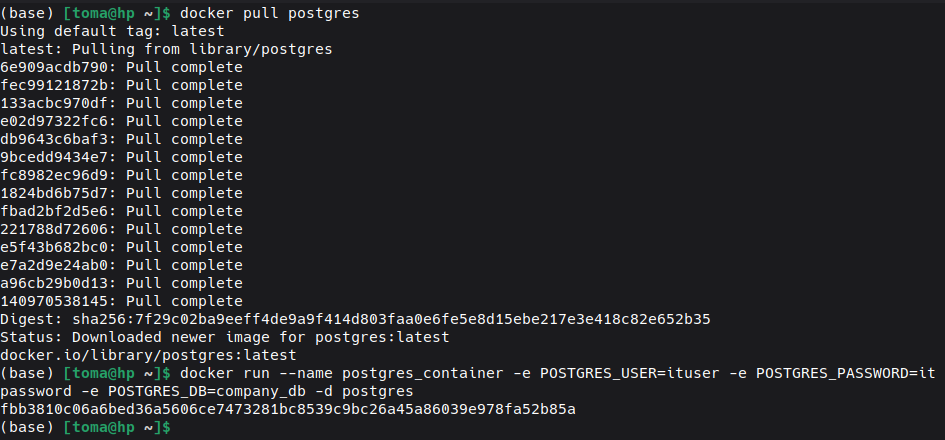 (base) [toma@hp ~]$ docker pull postgres
Using default tag: latest
latest: Pulling from library/postgres
6e909acdb790: Pull complete
fec99121872b: Pull complete
133acbc970df: Pull complete
e02d97322fc6: Pull complete
db9643c6baf3: Pull complete
9bcedd9434e7: Pull complete
fc8982ec96d9: Pull complete
1824bd6b75d7: Pull complete
fbad2bf2d5e6: Pull complete
221788d72606: Pull complete
e5f43b682bc0: Pull complete
e7a2d9e24ab0: Pull complete
a96cb29b0d13: Pull complete
140970538145: Pull complete
Digest: sha256:7f29c02ba9eeff4de9a9f414d803faa0e6fe5e8d15ebe217e3e418c82e652b35
Status: Downloaded newer image for postgres:latest
docker.io/library/postgres:latest
(base) [toma@hp ~]$ docker run --name postgres_container -e POSTGRES_USER=ituser -e POSTGRES_PASSWORD=it
password -e POSTGRES_DB=company_db -d postgres
fbb3810c06a6bed36a5606ce7473281bc8539c9bc26a45a86039e978fa52b85a
(base) [toma@hp ~]$